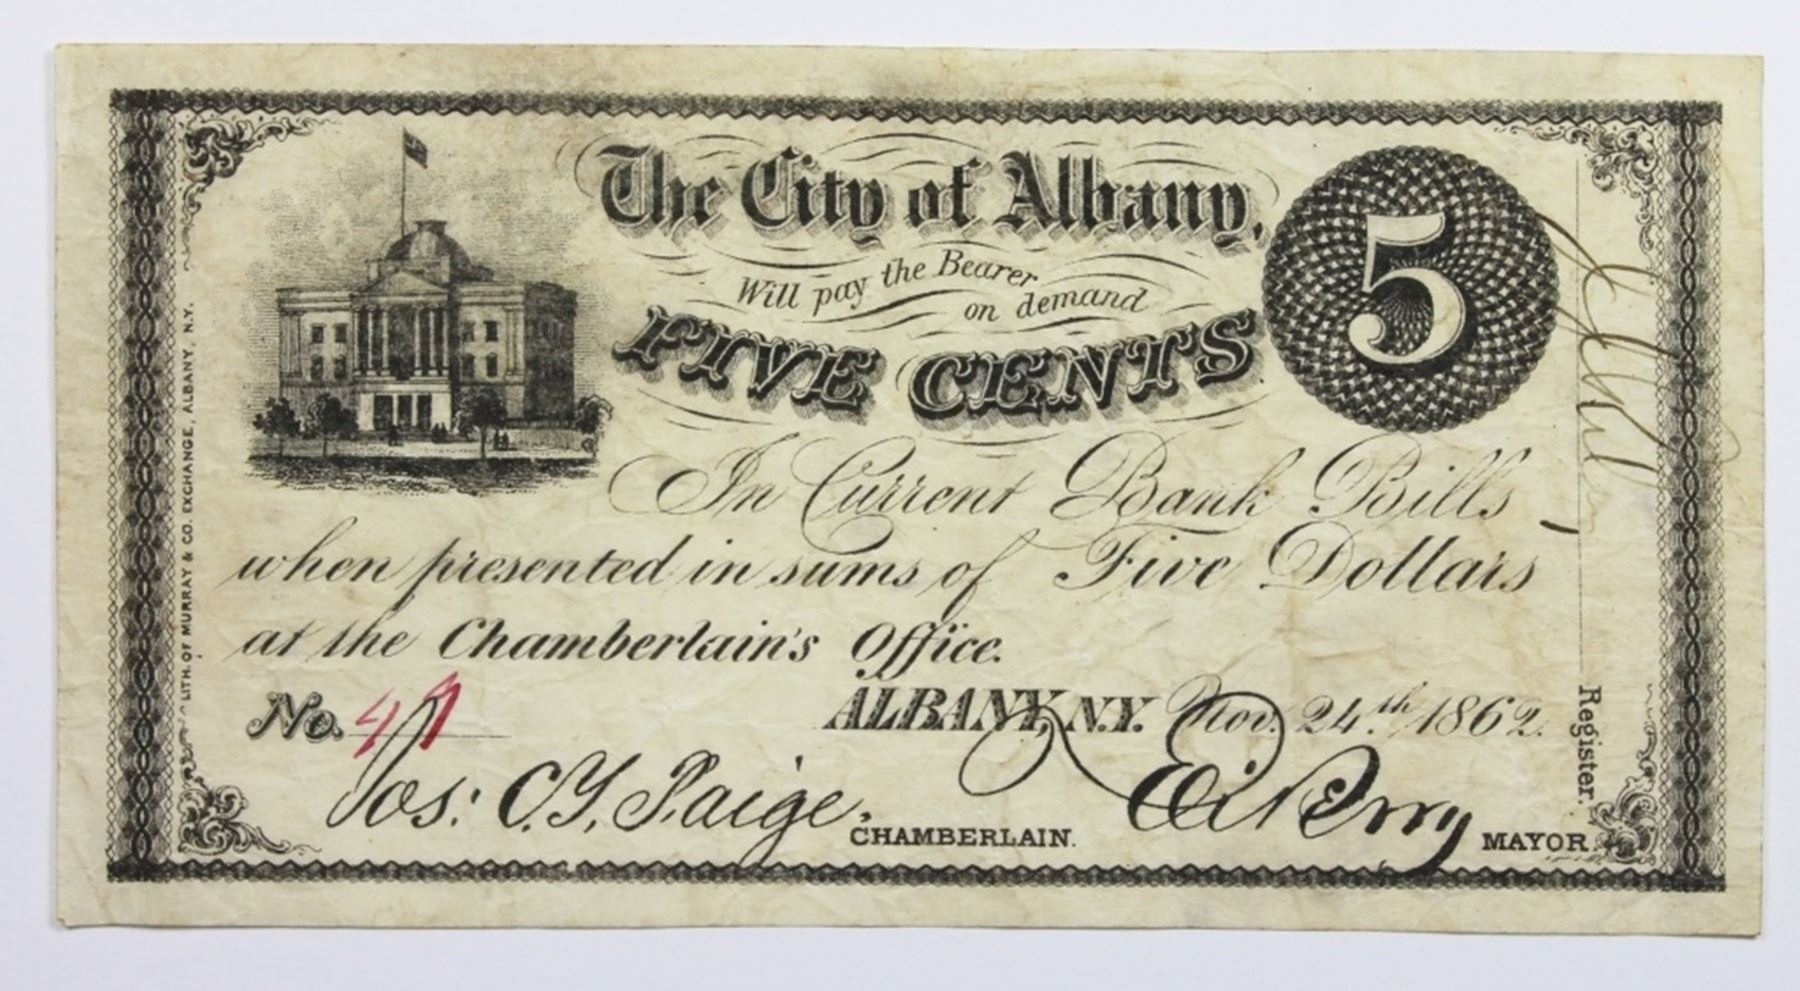 The City of Albany,
Will pay the Bearer
on demand
FIVE CENTS
5
In Current Bank Bills
when presented in sums of Five Dollars
at the Chamberlain's Office.
No.
ALBANY, N.Y. Nov. 24th 1862.
Jos: C.Y. Paige,
CHAMBERLAIN.
Eli Perry
MAYOR.
Register.
LITH. OF MURRAY & CO. EXCHANGE, ALBANY, N.Y.